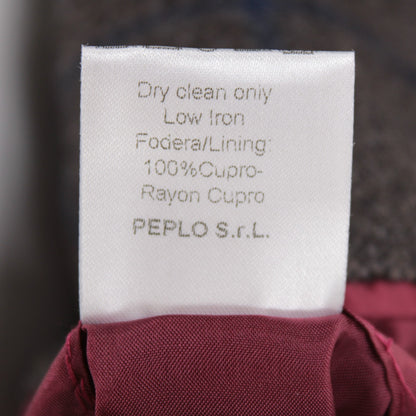 Dry clean only
Low Iron
Fodera/Lining:
100%Cupro-
Rayon Cupro
PEPLO S.r.L.